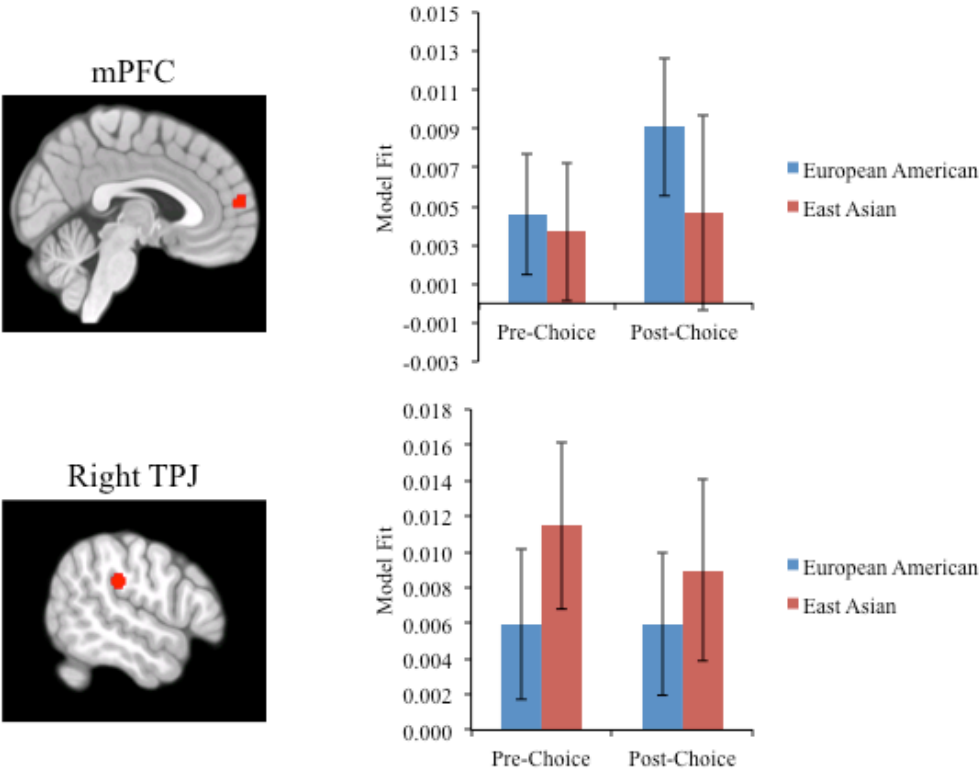 mPFC
Model Fit
0.015
0.013
0.011
0.009
0.007
0.005
0.003
0.001
-0.001
-0.003
Pre-Choice
Post-Choice
European American
East Asian
Right TPJ
Model Fit
0.018
0.016
0.014
0.012
0.010
0.008
0.006
0.004
0.002
0.000
Pre-Choice
Post-Choice
European American
East Asian